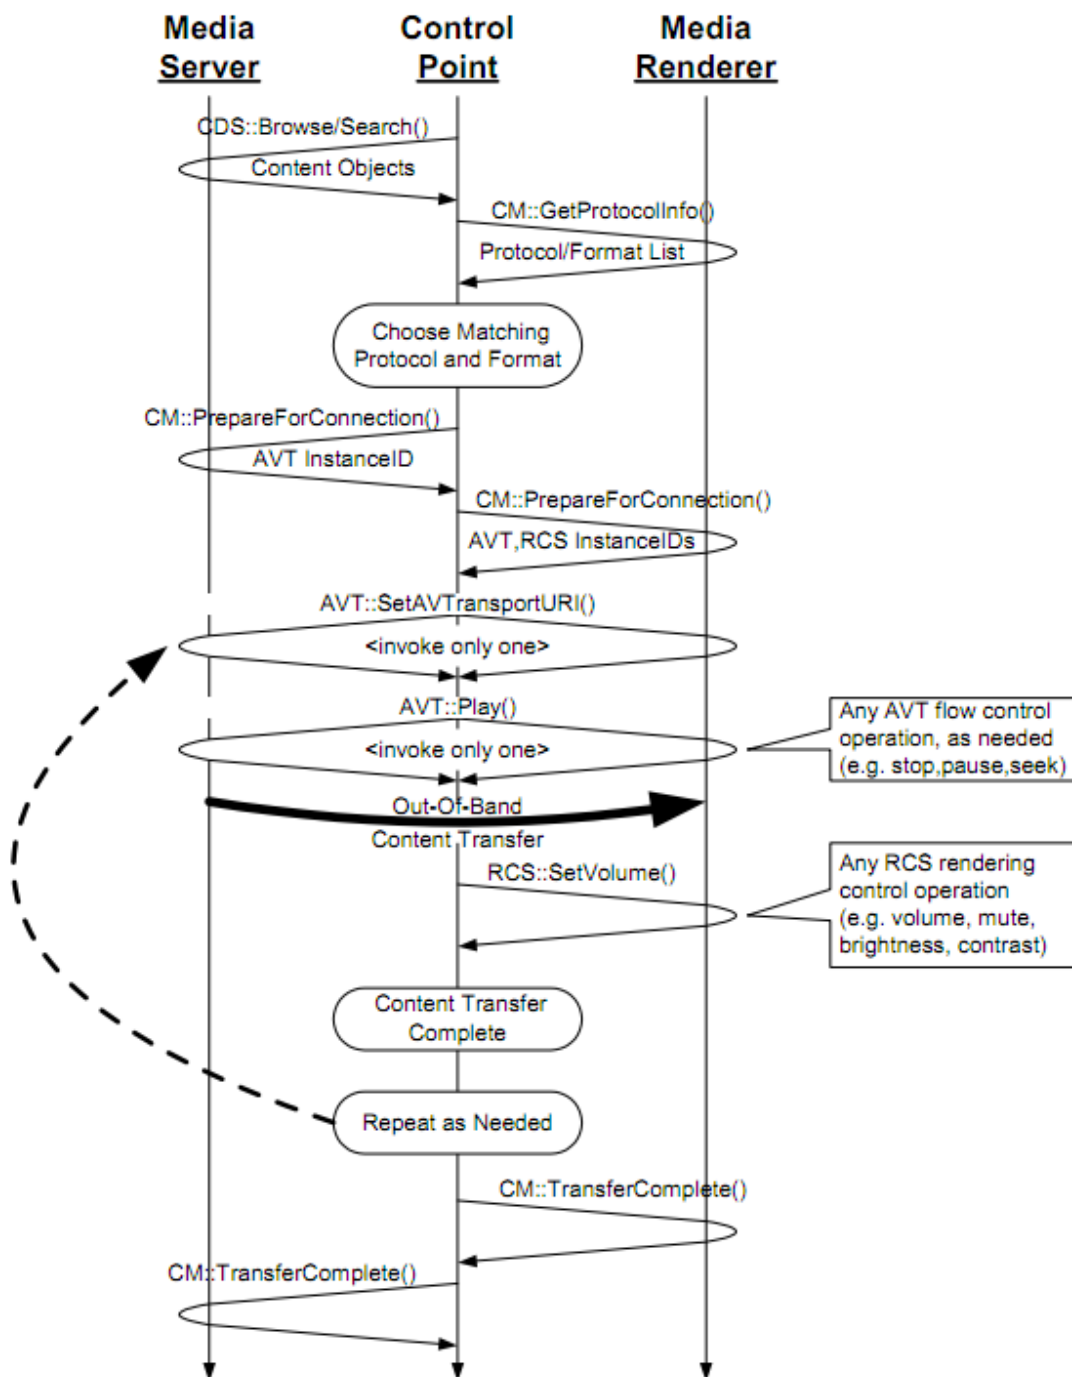 Media Server
Control Point
Media Renderer
CDS::Browse/Search()
Content Objects
CM::GetProtocolInfo()
Protocol/Format List
Choose Matching
Protocol and Format
CM::PrepareForConnection()
AVT InstanceID
CM::PrepareForConnection()
AVT,RCS InstanceIDs
AVT::SetAVTransportURI()
<invoke only one>
AVT::Play()
<invoke only one>
Any AVT flow control
operation, as needed
(e.g. stop,pause,seek)
Out-Of-Band
Content Transfer
RCS::SetVolume()
Any RCS rendering
control operation
(e.g. volume, mute,
brightness, contrast)
Content Transfer
Complete
Repeat as Needed
CM::TransferComplete()
CM::TransferComplete()